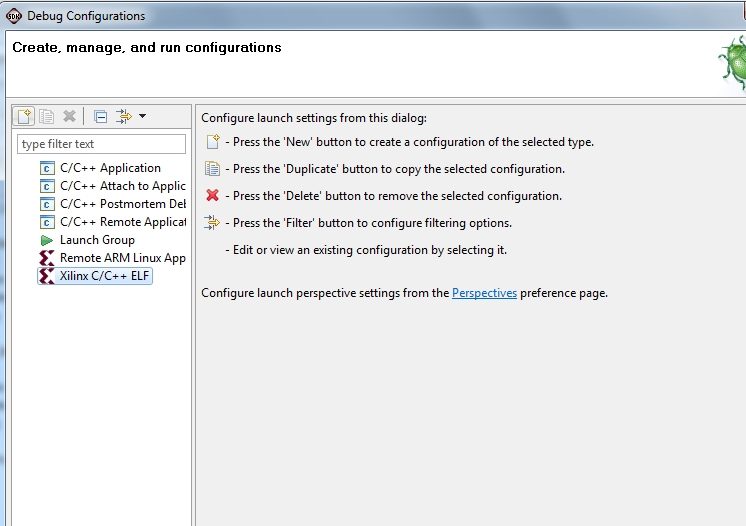 SDK Debug Configurations
Create, manage, and run configurations
type filter text
C/C++ Application
C/C++ Attach to Applic
C/C++ Postmortem Deb
C/C++ Remote Applicat
Launch Group
Remote ARM Linux App
Xilinx C/C++ ELF
Configure launch settings from this dialog:
- Press the 'New' button to create a configuration of the selected type.
- Press the 'Duplicate' button to copy the selected configuration.
- Press the 'Delete' button to remove the selected configuration.
- Press the 'Filter' button to configure filtering options.
- Edit or view an existing configuration by selecting it.
Configure launch perspective settings from the Perspectives preference page.